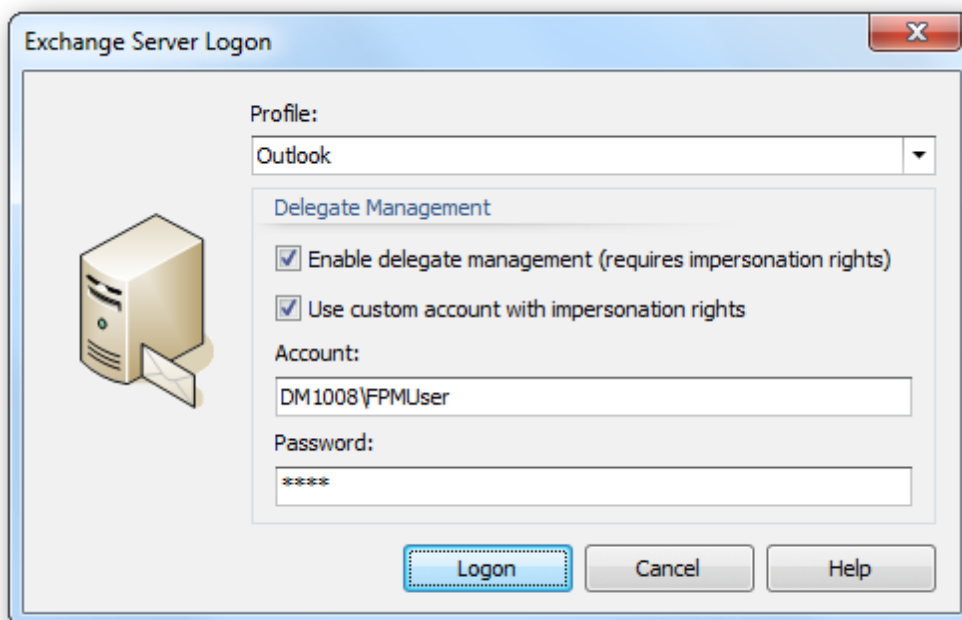 Exchange Server Logon
Profile:
Outlook
Delegate Management
Enable delegate management (requires impersonation rights)
Use custom account with impersonation rights
Account:
DM1008\FPMUser
Password:
****
Logon Cancel Help